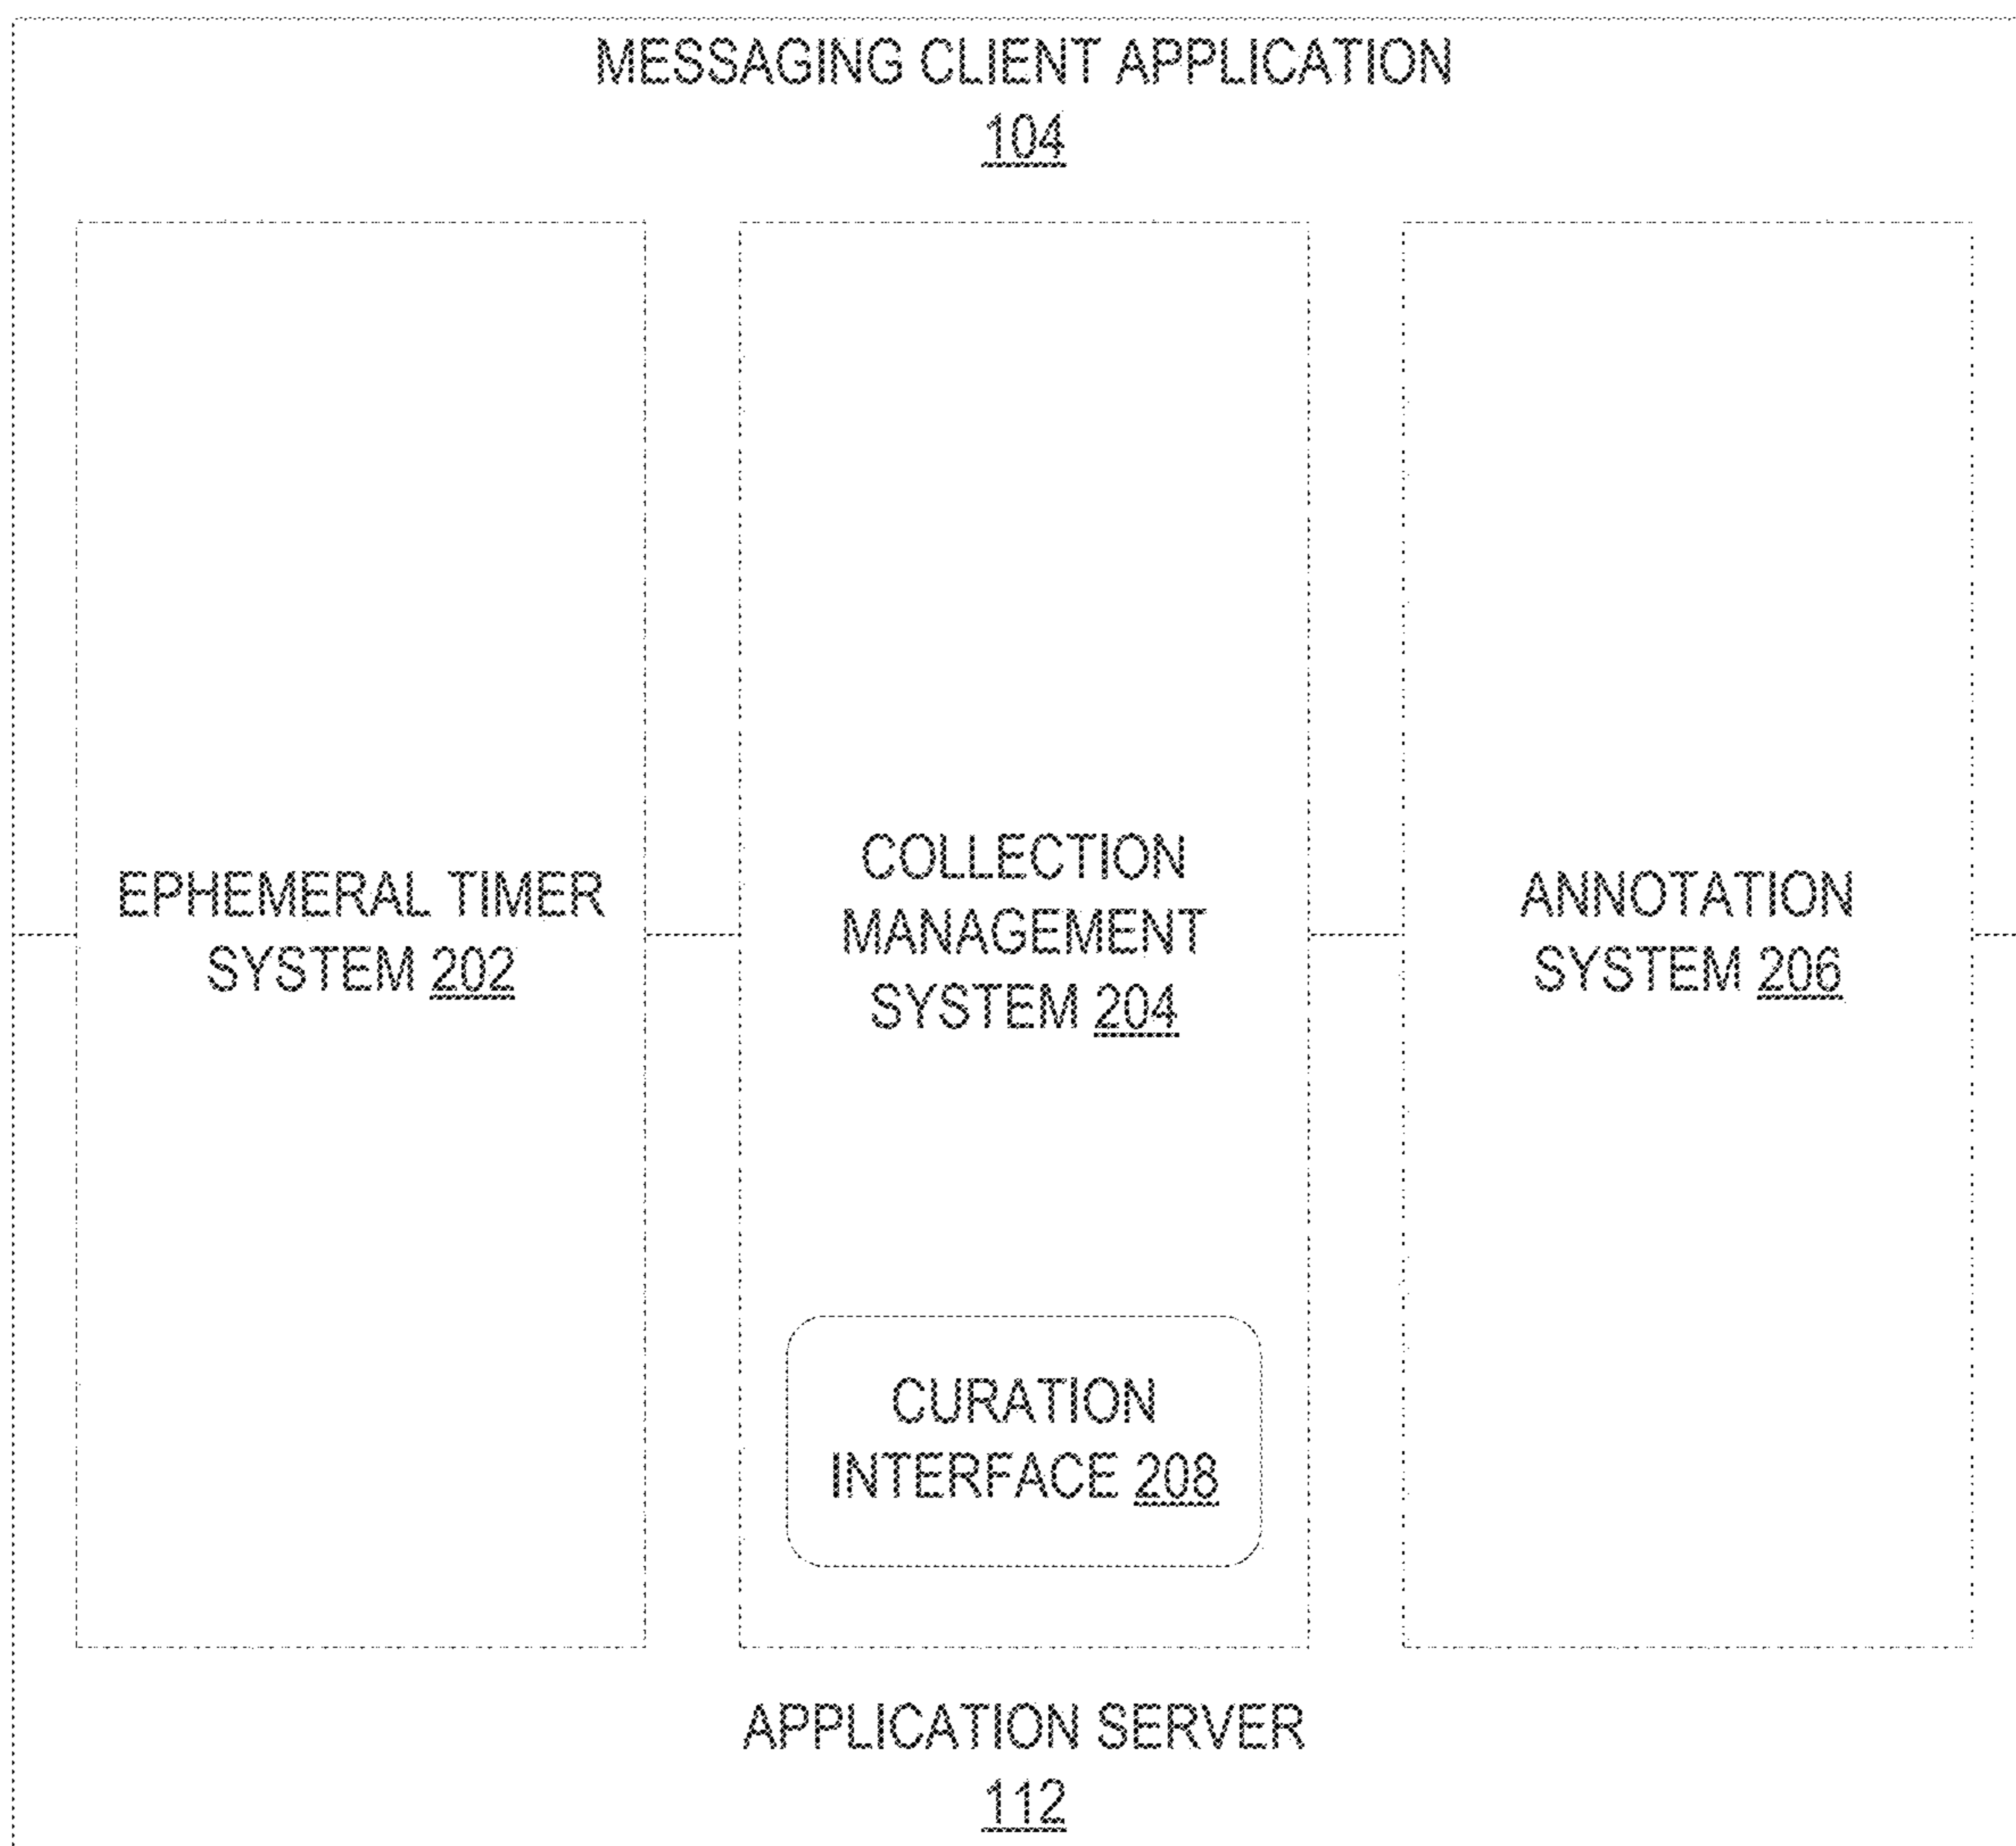 MESSAGING CLIENT APPLICATION
104
EPHEMERAL TIMER
SYSTEM 202
COLLECTION
MANAGEMENT
SYSTEM 204
ANNOTATION
SYSTEM 206
CURATION
INTERFACE 208
APPLICATION SERVER
112